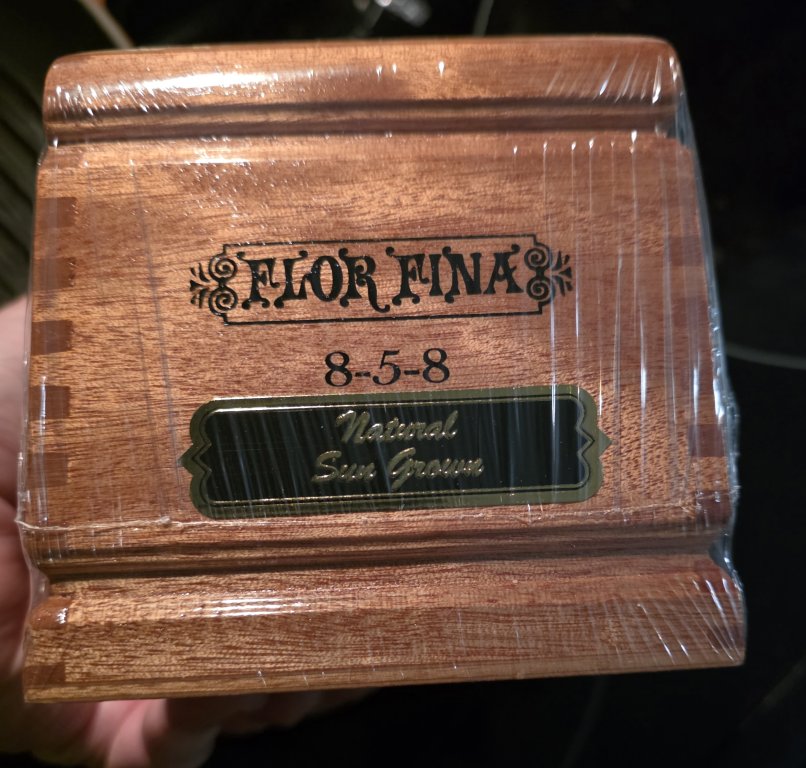 FLOR FINA
8-5-8
Natural
Sun Grown